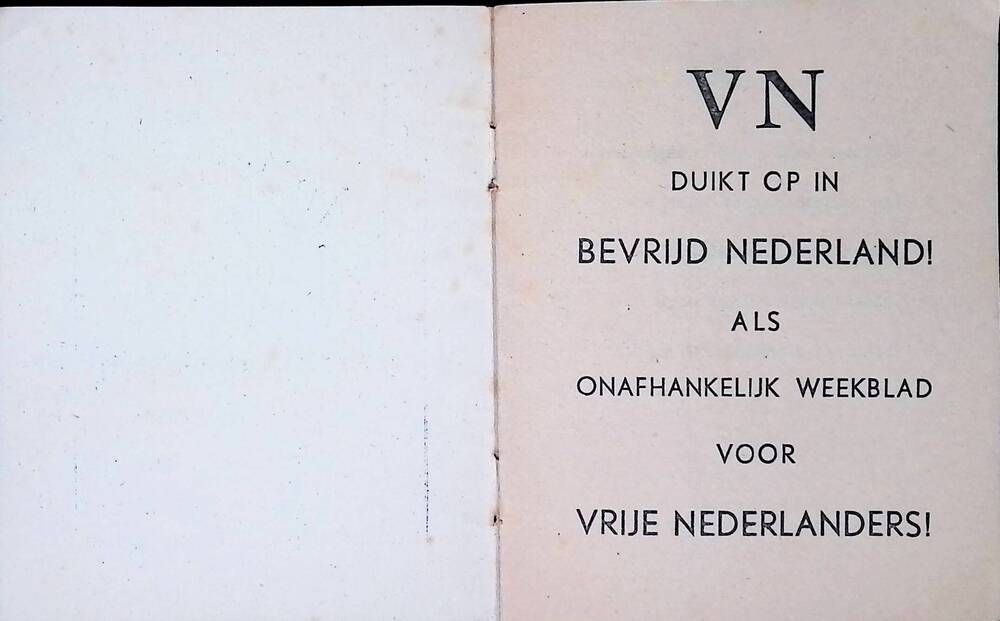 VN
DUIKT OP IN
BEVRIJD NEDERLAND!
ALS
ONAFHANKELIJK WEEKBLAD
VOOR
VRIJE NEDERLANDERS!